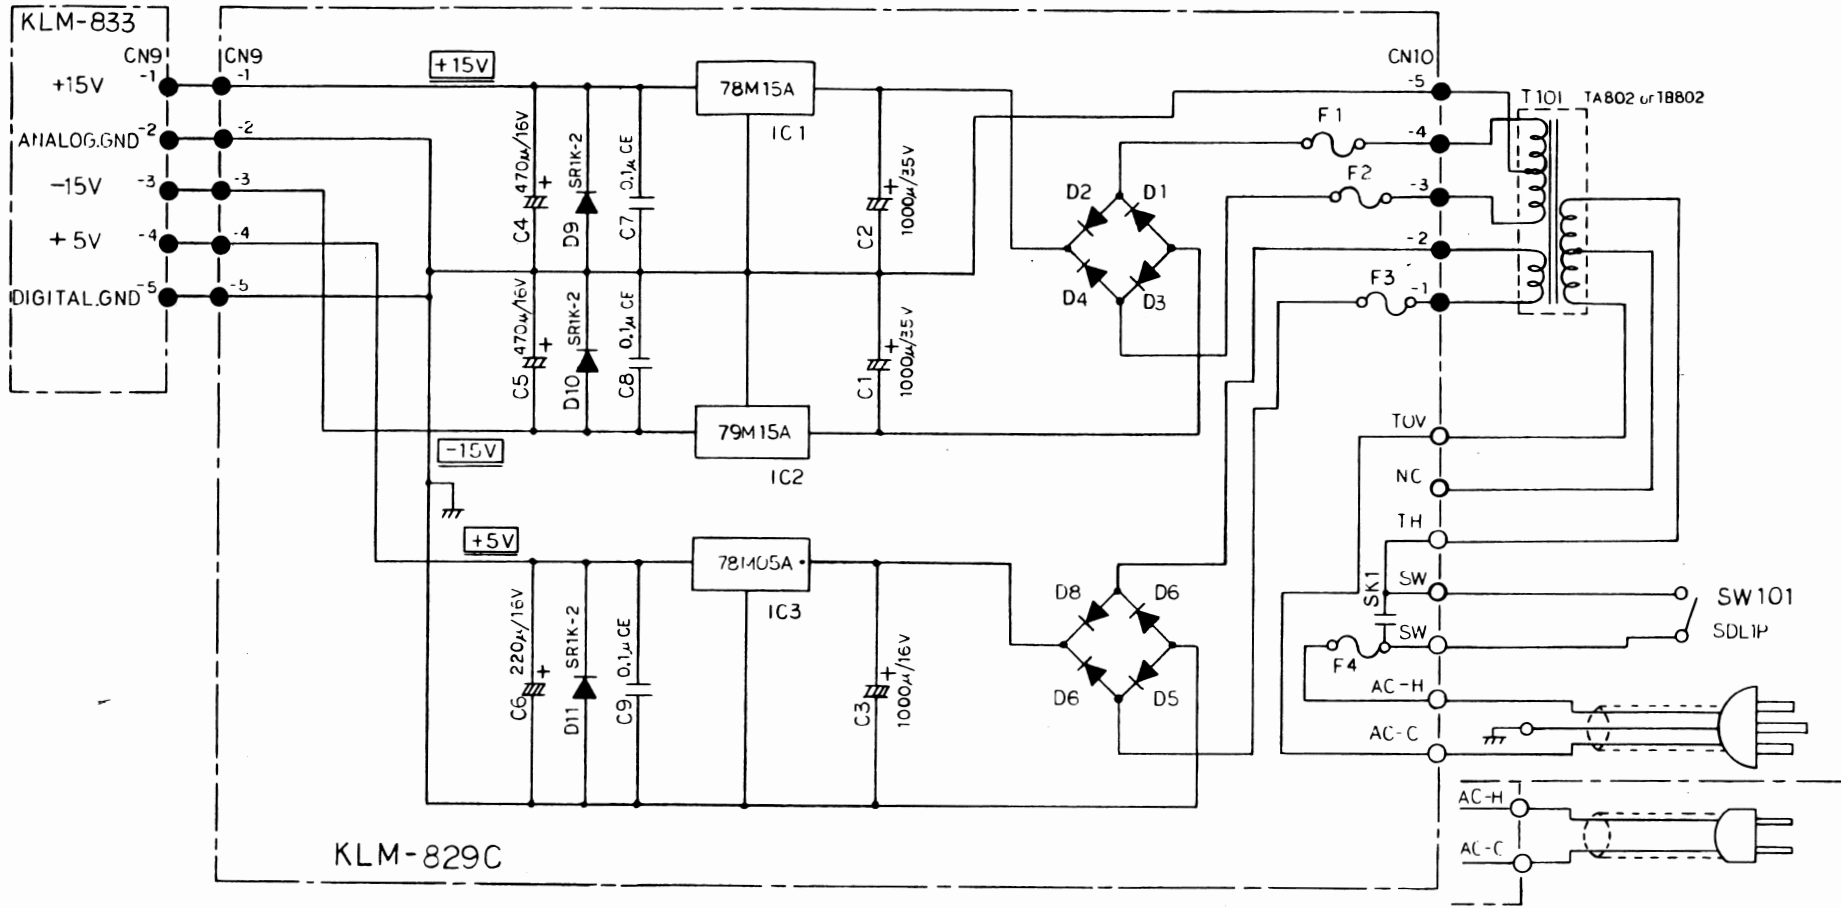 KLM-833
CN9
CN9
+15V
-1
-1
ANALOG.GND
-2
-2
-15V
-3
-3
+5V
-4
-4
DIGITAL.GND
-5
-5
+15V
78M15A
IC1
C4
470μ/16V
+
D9
SR1K-2
C7
0.1μ CE
C2
+
1000μ/35V
C5
470μ/16V
+
D10
SR1K-2
C8
0.1μ CE
C1
+
1000μ/35V
79M15A
IC2
-15V
+5V
78M05A
IC3
C6
220μ/16V
+
D11
SR1K-2
C9
0.1μ CE
C3
+
1000μ/16V
D2
D1
D4
D3
D8
D6
D6
D5
F1
F2
F3
CN10
-5
-4
-3
-2
-1
T101
TA802 or TB802
TOV
NC
TH
SK1
SW
SW
F4
AC-H
AC-C
SW101
SDL1P
AC-H
AC-C
KLM-829C